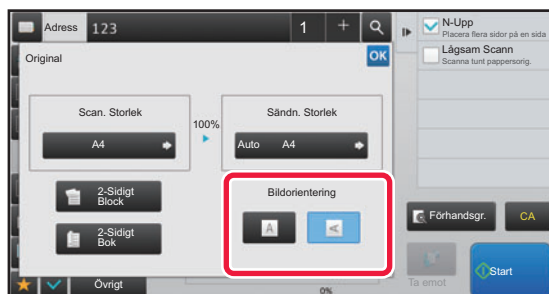 Adress 123 1 +
N-Upp
Placera flera sidor på en sida
Lågsam Scann
Scanna tunt pappersorig.
Original
OK
Scan. Storlek
100%
Sändn. Storlek
A4
Auto A4
2-Sidigt
Block
2-Sidigt
Bok
Bildorientering
A
A
Förhandsgr.
CA
Övrigt
0%
Ta emot
Start